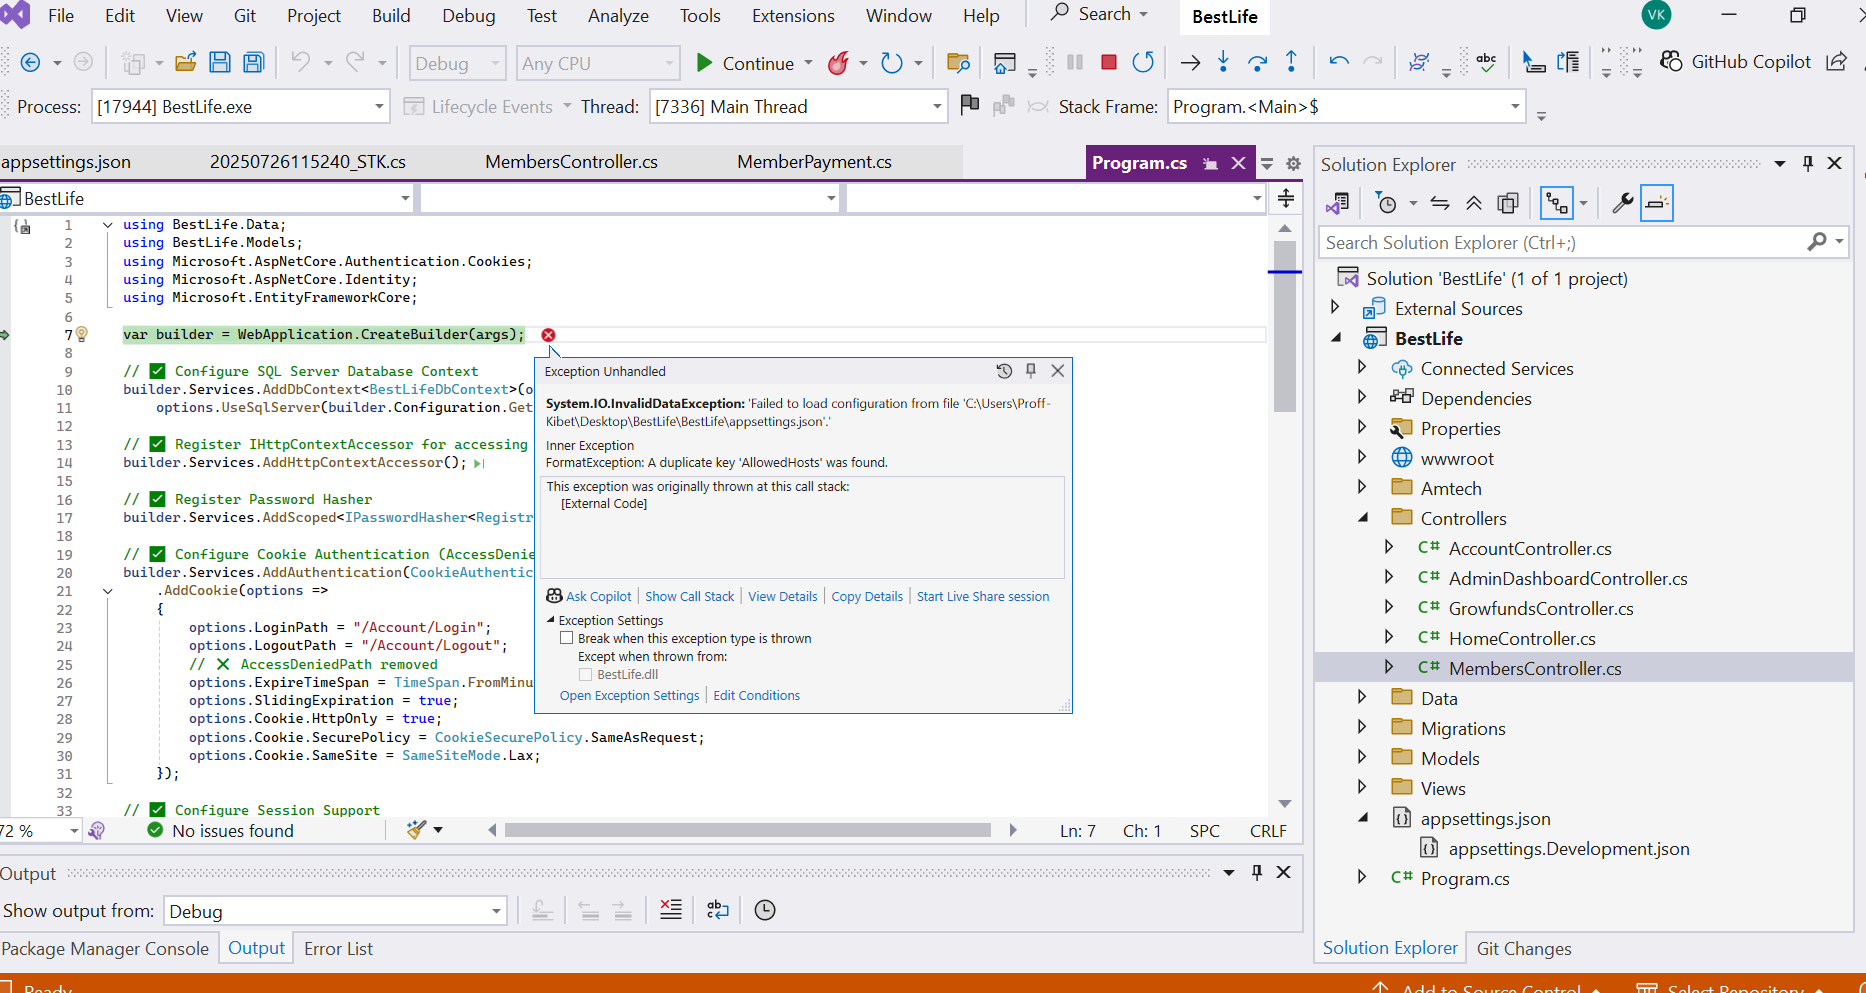 File Edit View Git Project Build Debug Test Analyze Tools Extensions Window Help Search BestLife VK
Debug Any CPU Continue GitHub Copilot
Process: [17944] BestLife.exe Lifecycle Events Thread: [7336] Main Thread Stack Frame: Program.<Main>$
appsettings.json 20250726115240_STK.cs MembersController.cs MemberPayment.cs Program.cs
BestLife
1 using BestLife.Data;
2 using BestLife.Models;
3 using Microsoft.AspNetCore.Authentication.Cookies;
4 using Microsoft.AspNetCore.Identity;
5 using Microsoft.EntityFrameworkCore;
6
7 var builder = WebApplication.CreateBuilder(args);
8
9 // ✅ Configure SQL Server Database Context
10 builder.Services.AddDbContext<BestLifeDbContext>(o
11 options.UseSqlServer(builder.Configuration.Get
12
13 // ✅ Register IHttpContextAccessor for accessing
14 builder.Services.AddHttpContextAccessor();
15
16 // ✅ Register Password Hasher
17 builder.Services.AddScoped<IPasswordHasher<Registr
18
19 // ✅ Configure Cookie Authentication (AccessDenie
20 builder.Services.AddAuthentication(CookieAuthentic
21 .AddCookie(options =>
22 {
23 options.LoginPath = "/Account/Login";
24 options.LogoutPath = "/Account/Logout";
25 // ❌ AccessDeniedPath removed
26 options.ExpireTimeSpan = TimeSpan.FromMinu
27 options.SlidingExpiration = true;
28 options.Cookie.HttpOnly = true;
29 options.Cookie.SecurePolicy = CookieSecurePolicy.SameAsRequest;
30 options.Cookie.SameSite = SameSiteMode.Lax;
31 });
32
33 // ✅ Configure Session Support
Exception Unhandled
System.IO.InvalidDataException: 'Failed to load configuration from file 'C:\Users\Proff-
Kibet\Desktop\BestLife\BestLife\appsettings.json'.'
Inner Exception
FormatException: A duplicate key 'AllowedHosts' was found.
This exception was originally thrown at this call stack:
[External Code]
Ask Copilot Show Call Stack View Details Copy Details Start Live Share session
Exception Settings
Break when this exception type is thrown
Except when thrown from:
BestLife.dll
Open Exception Settings Edit Conditions
72 % No issues found Ln: 7 Ch: 1 SPC CRLF
Output
Show output from: Debug
Package Manager Console Output Error List
Solution Explorer
Search Solution Explorer (Ctrl+;)
Solution 'BestLife' (1 of 1 project)
External Sources
BestLife
Connected Services
Dependencies
Properties
wwwroot
Amtech
Controllers
C# AccountController.cs
C# AdminDashboardController.cs
C# GrowfundsController.cs
C# HomeController.cs
C# MembersController.cs
Data
Migrations
Models
Views
appsettings.json
appsettings.Development.json
C# Program.cs
Solution Explorer Git Changes
Ready Add to Source Control Select Repository